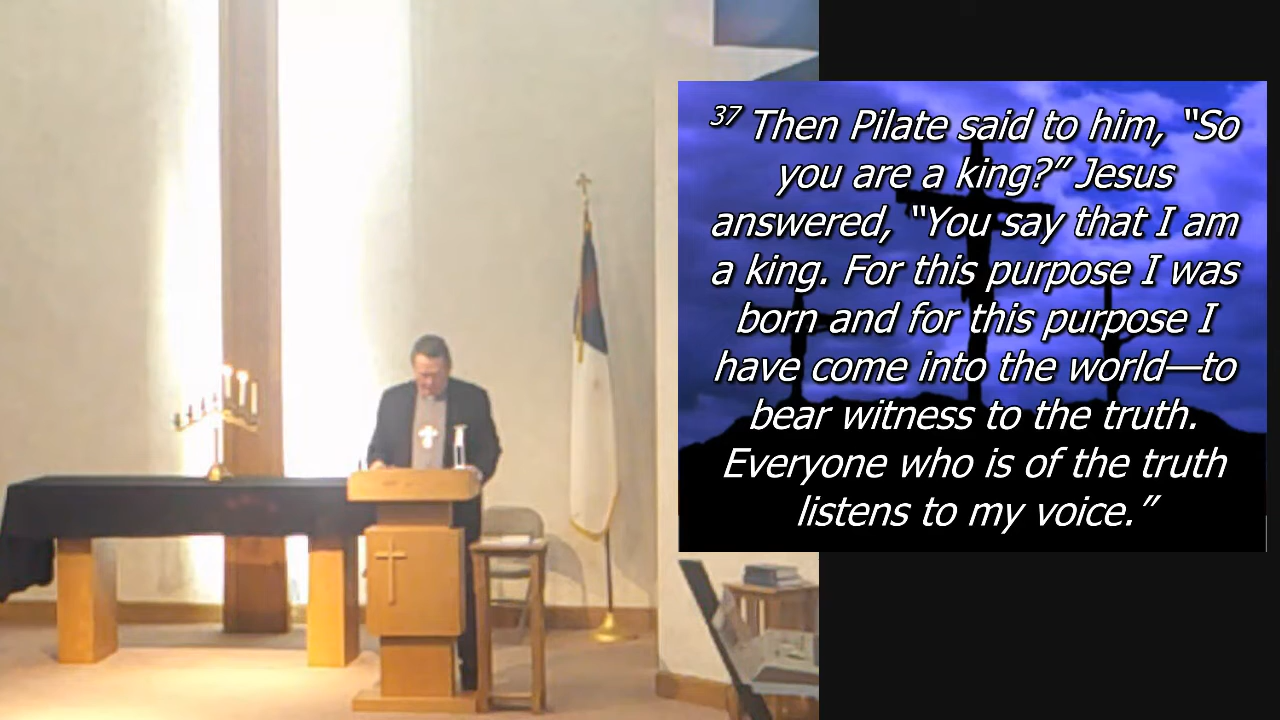 37 Then Pilate said to him, “So
you are a king?” Jesus
answered, “You say that I am
a king. For this purpose I was
born and for this purpose I
have come into the world—to
bear witness to the truth.
Everyone who is of the truth
listens to my voice.”